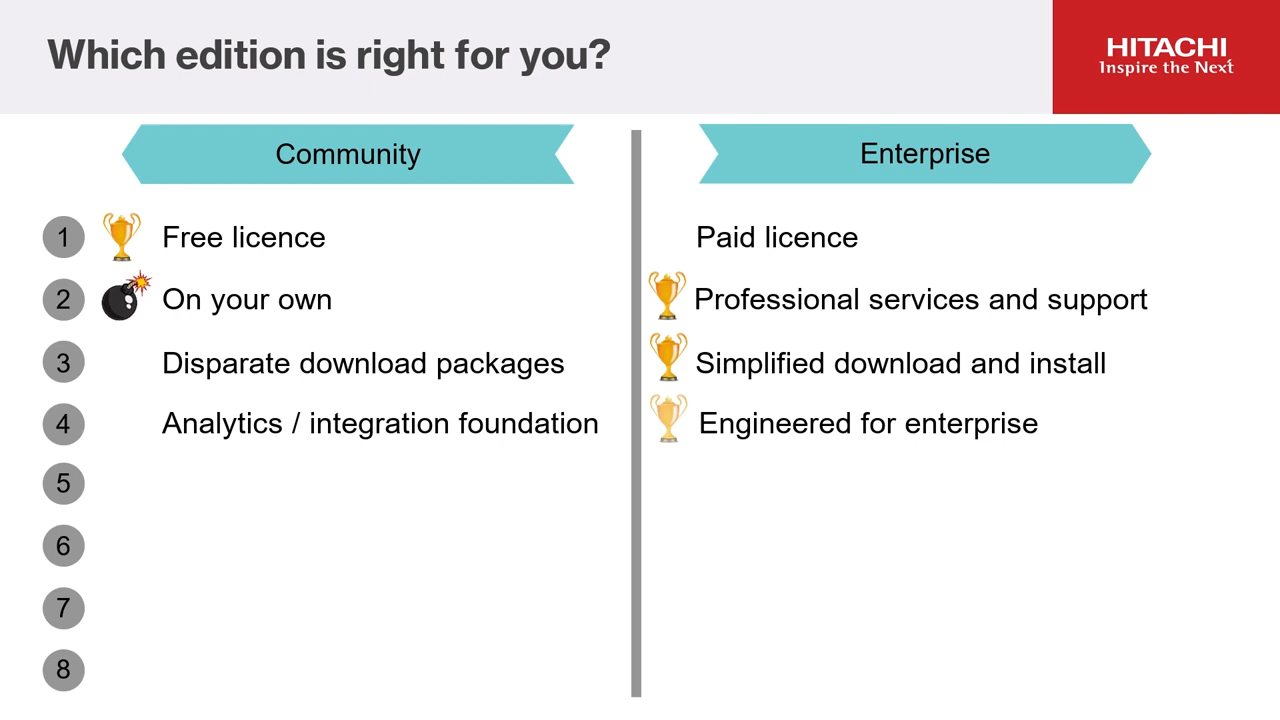 Which edition is right for you?
HITACHI
Inspire the Next
Community
Enterprise
1 Free licence Paid licence
2 On your own Professional services and support
3 Disparate download packages Simplified download and install
4 Analytics / integration foundation Engineered for enterprise
5
6
7
8